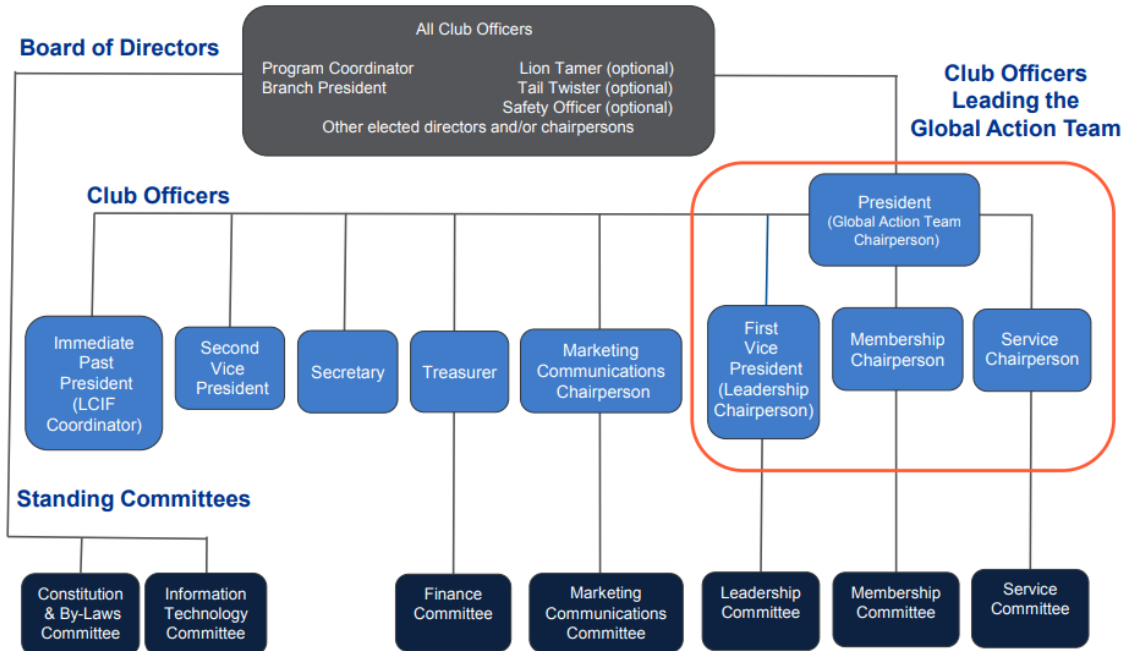 Board of Directors
All Club Officers
Program Coordinator
Branch President
Lion Tamer (optional)
Tail Twister (optional)
Safety Officer (optional)
Other elected directors and/or chairpersons
Club Officers
Leading the
Global Action Team
Club Officers
President
(Global Action Team
Chairperson)
Immediate
Past
President
(LCIF
Coordinator)
Second
Vice
President
Secretary
Treasurer
Marketing
Communications
Chairperson
First
Vice
President
(Leadership
Chairperson)
Membership
Chairperson
Service
Chairperson
Standing Committees
Constitution
& By-Laws
Committee
Information
Technology
Committee
Finance
Committee
Marketing
Communications
Committee
Leadership
Committee
Membership
Committee
Service
Committee